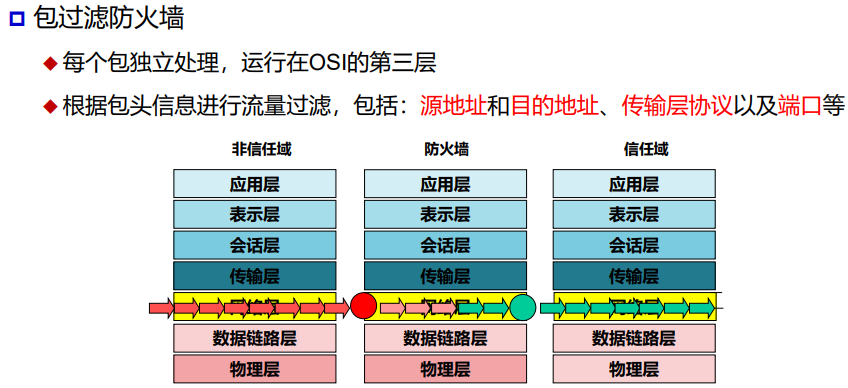 包过滤防火墙
每个包独立处理，运行在OSI的第三层
根据包头信息进行流量过滤，包括：源地址和目的地址、传输层协议以及端口等
非信任域 防火墙 信任域
应用层 应用层 应用层
表示层 表示层 表示层
会话层 会话层 会话层
传输层 传输层 传输层
数据链路层 数据链路层 数据链路层
物理层 物理层 物理层